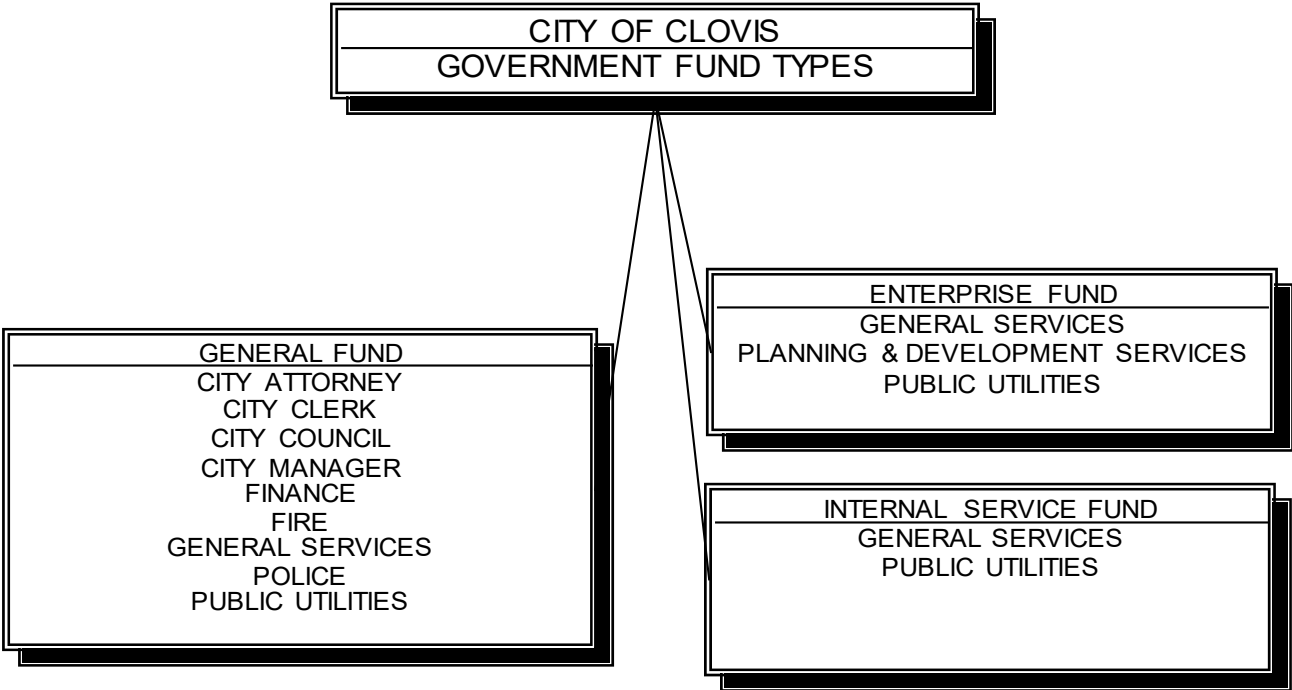 CITY OF CLOVIS
GOVERNMENT FUND TYPES
GENERAL FUND
CITY ATTORNEY
CITY CLERK
CITY COUNCIL
CITY MANAGER
FINANCE
FIRE
GENERAL SERVICES
POLICE
PUBLIC UTILITIES
ENTERPRISE FUND
GENERAL SERVICES
PLANNING & DEVELOPMENT SERVICES
PUBLIC UTILITIES
INTERNAL SERVICE FUND
GENERAL SERVICES
PUBLIC UTILITIES